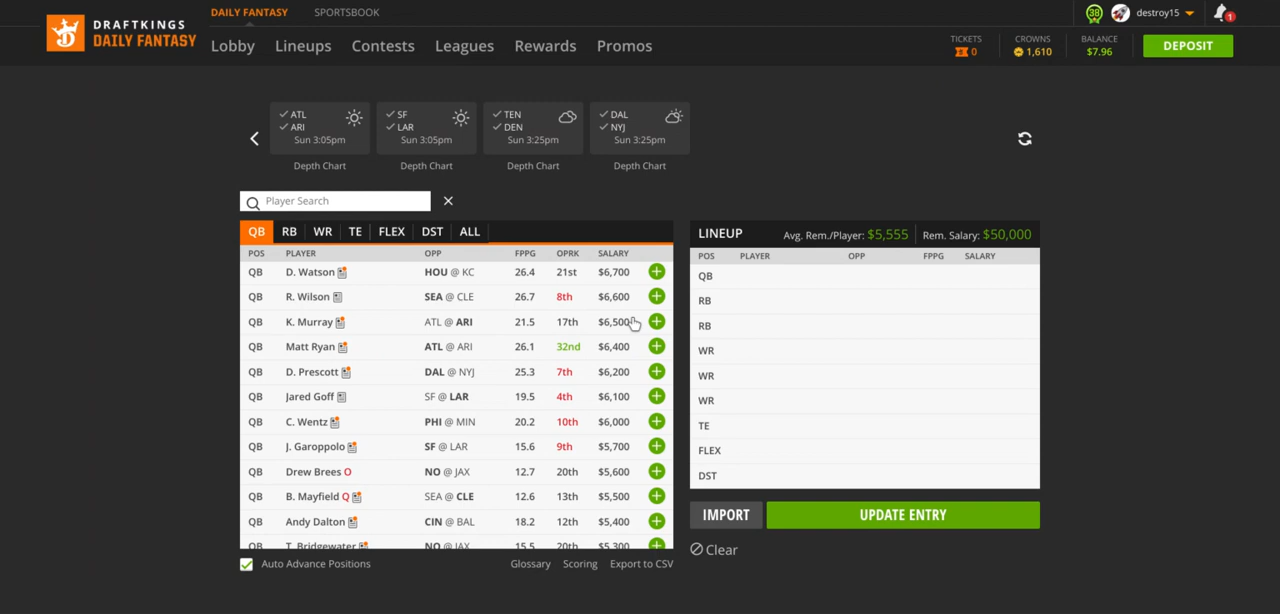 DAILY FANTASY SPORTSBOOK
38 destroy15 1
DRAFTKINGS
DAILY FANTASY
Lobby Lineups Contests Leagues Rewards Promos
TICKETS CROWNS BALANCE
0 1,610 $7.96
DEPOSIT
ATL
ARI
Sun 3:05pm
Depth Chart
SF
LAR
Sun 3:05pm
Depth Chart
TEN
DEN
Sun 3:25pm
Depth Chart
DAL
NYJ
Sun 3:25pm
Depth Chart
Player Search
QB RB WR TE FLEX DST ALL
POS PLAYER OPP FPPG OPRK SALARY
QB D. Watson HOU @ KC 26.4 21st $6,700
QB R. Wilson SEA @ CLE 26.7 8th $6,600
QB K. Murray ATL @ ARI 21.5 17th $6,500
QB Matt Ryan ATL @ ARI 26.1 32nd $6,400
QB D. Prescott DAL @ NYJ 25.3 7th $6,200
QB Jared Goff SF @ LAR 19.5 4th $6,100
QB C. Wentz PHI @ MIN 20.2 10th $6,000
QB J. Garoppolo SF @ LAR 15.6 9th $5,700
QB Drew Brees O NO @ JAX 12.7 20th $5,600
QB B. Mayfield Q SEA @ CLE 12.6 13th $5,500
QB Andy Dalton CIN @ BAL 18.2 12th $5,400
QB T. Bridgewater NO @ JAX 15.5 20th $5,300
Auto Advance Positions Glossary Scoring Export to CSV
LINEUP Avg. Rem./Player: $5,555 Rem. Salary: $50,000
POS PLAYER OPP FPPG SALARY
QB
RB
RB
WR
WR
WR
TE
FLEX
DST
IMPORT UPDATE ENTRY
Clear